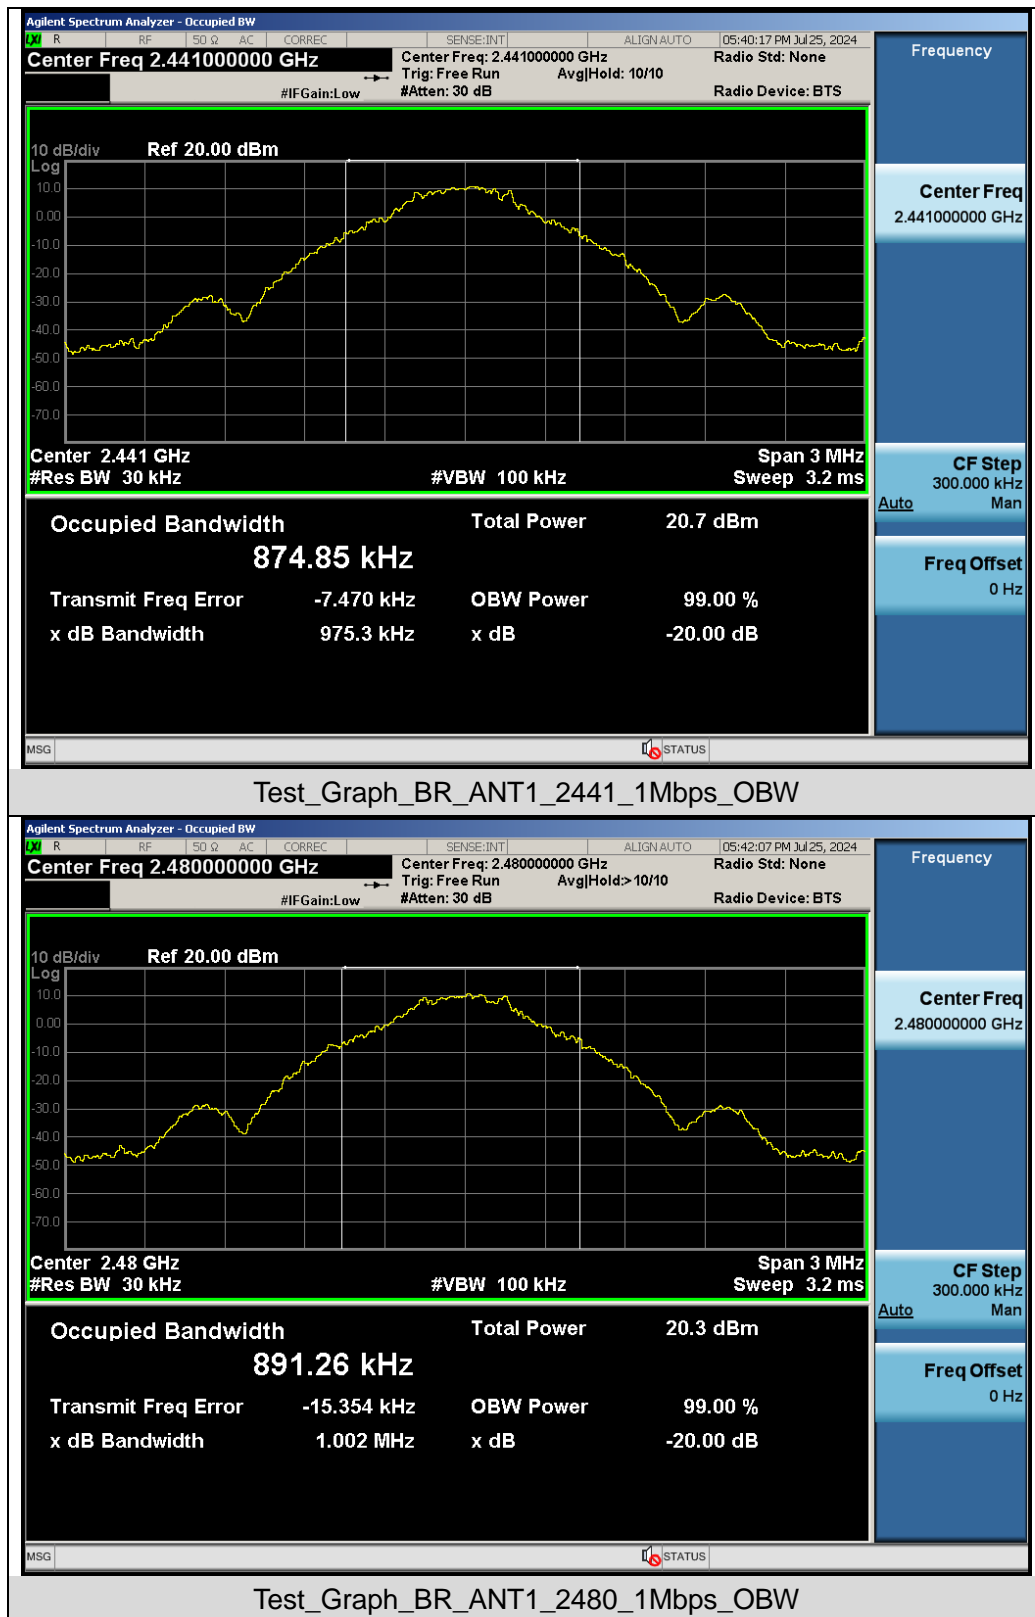 Agilent Spectrum Analyzer - Occupied BW
LXI R RF 50 Ω AC CORREC SENSE:INT ALIGN AUTO 05:40:17 PM Jul 25, 2024
Center Freq 2.441000000 GHz Center Freq: 2.441000000 GHz Radio Std: None
Trig: Free Run Avg|Hold: 10/10
#IFGain:Low #Atten: 30 dB Radio Device: BTS
Frequency
10 dB/div Ref 20.00 dBm
Log
10.0
0.00
-10.0
-20.0
-30.0
-40.0
-50.0
-60.0
-70.0
Center 2.441 GHz Span 3 MHz
#Res BW 30 kHz #VBW 100 kHz Sweep 3.2 ms
Center Freq
2.441000000 GHz
CF Step
300.000 kHz
Auto Man
Freq Offset
0 Hz
Occupied Bandwidth Total Power 20.7 dBm
874.85 kHz
Transmit Freq Error -7.470 kHz OBW Power 99.00 %
x dB Bandwidth 975.3 kHz x dB -20.00 dB
MSG STATUS
Test_Graph_BR_ANT1_2441_1Mbps_OBW
Agilent Spectrum Analyzer - Occupied BW
LXI R RF 50 Ω AC CORREC SENSE:INT ALIGN AUTO 05:42:07 PM Jul 25, 2024
Center Freq 2.480000000 GHz Center Freq: 2.480000000 GHz Radio Std: None
Trig: Free Run Avg|Hold:>10/10
#IFGain:Low #Atten: 30 dB Radio Device: BTS
Frequency
10 dB/div Ref 20.00 dBm
Log
10.0
0.00
-10.0
-20.0
-30.0
-40.0
-50.0
-60.0
-70.0
Center 2.48 GHz Span 3 MHz
#Res BW 30 kHz #VBW 100 kHz Sweep 3.2 ms
Center Freq
2.480000000 GHz
CF Step
300.000 kHz
Auto Man
Freq Offset
0 Hz
Occupied Bandwidth Total Power 20.3 dBm
891.26 kHz
Transmit Freq Error -15.354 kHz OBW Power 99.00 %
x dB Bandwidth 1.002 MHz x dB -20.00 dB
MSG STATUS
Test_Graph_BR_ANT1_2480_1Mbps_OBW